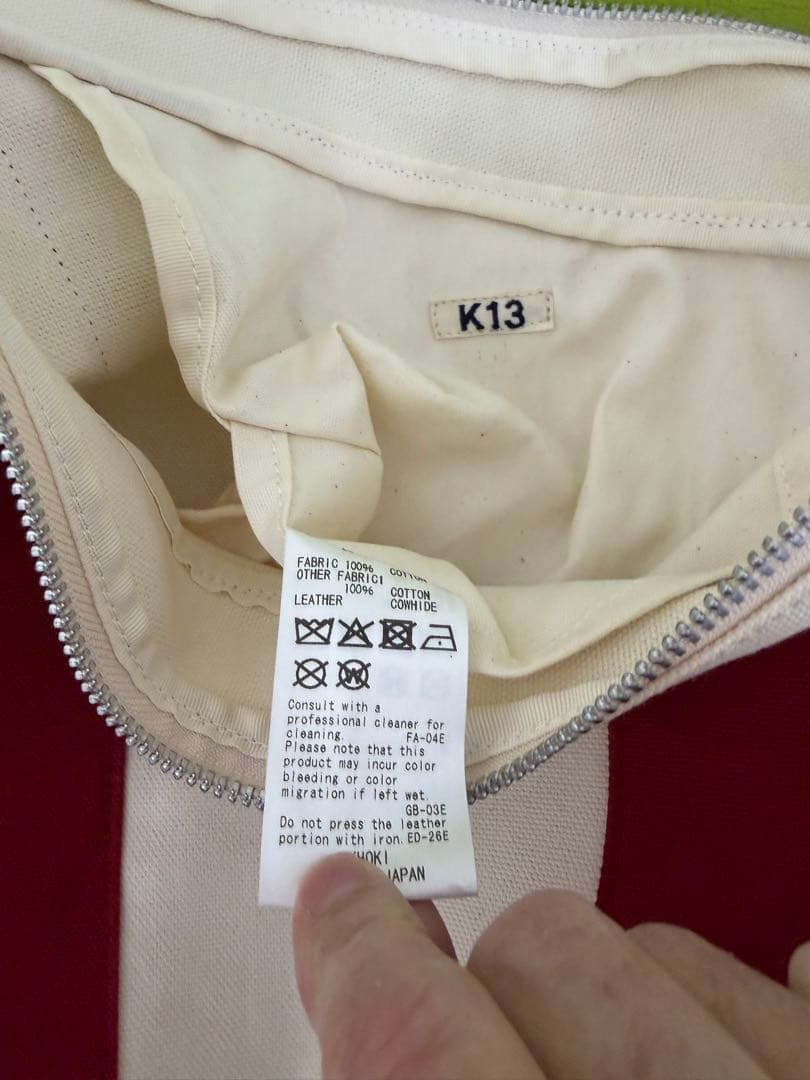 K13
FABRIC 100% COTTON
OTHER FABRIC1
100% COTTON
LEATHER COWHIDE
W
Consult with a
professional cleaner for
cleaning. FA-04E
Please note that this
product may incur color
bleeding or color
migration if left wet.
GB-03E
Do not press the leather
portion with iron. ED-26E
JAPAN